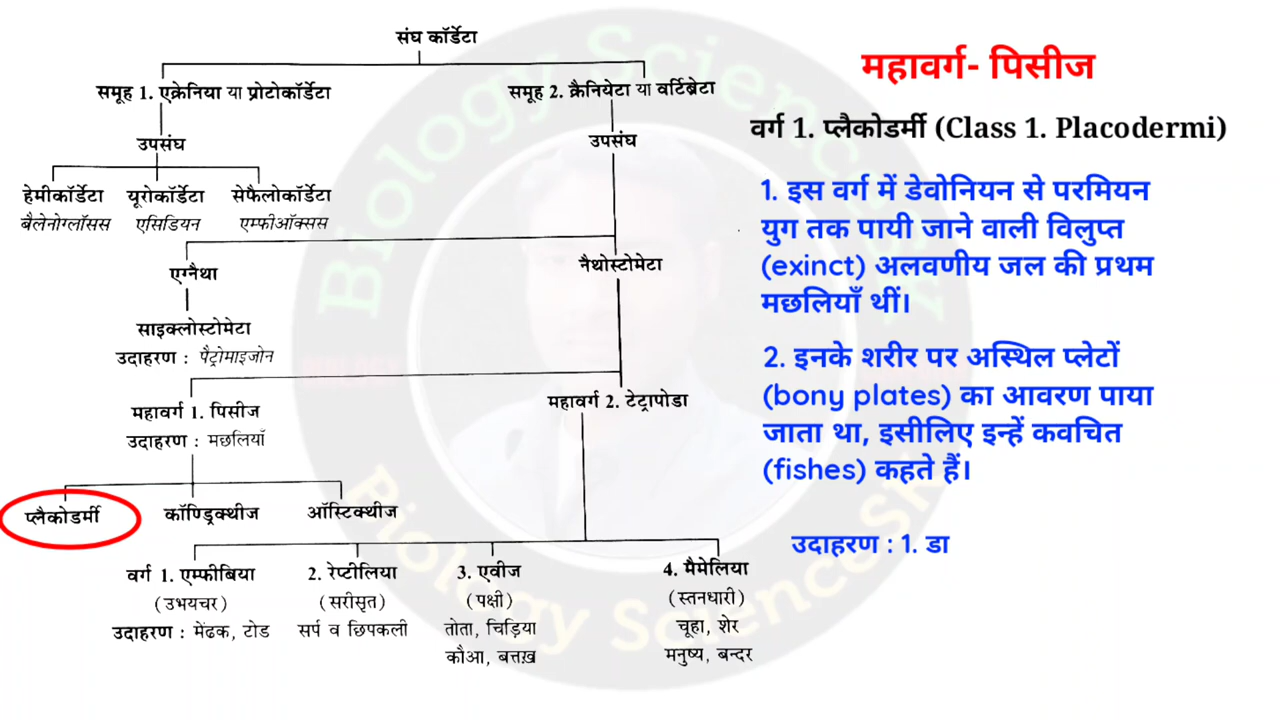 संघ कॉर्डेटा
समूह 1. एक्रेनिया या प्रोटोकॉर्डेटा
समूह 2. क्रैनियेटा या वर्टिब्रेटा
उपसंघ
उपसंघ
हेमीकॉर्डेटा यूरोकॉर्डेटा सेफैलोकॉर्डेटा
बैलेनोग्लॉसस एसिडियन एम्फीऑक्सस
एग्नैथा
नैथोस्टोमेटा
साइक्लोस्टोमेटा
उदाहरण : पैट्रोमाइजोन
महावर्ग 1. पिसीज
उदाहरण : मछलियाँ
महावर्ग 2. टेट्रापोडा
प्लैकोडर्मी कॉण्ड्रिक्थीज ऑस्टिक्थीज
वर्ग 1. एम्फीबिया 2. रेप्टीलिया 3. एवीज 4. मैमेलिया
(उभयचर) (सरीसृत) (पक्षी) (स्तनधारी)
उदाहरण : मेंढक, टोड सर्प व छिपकली तोता, चिड़िया चूहा, शेर
कौआ, बत्तख़ मनुष्य, बन्दर
महावर्ग- पिसीज
वर्ग 1. प्लैकोडर्मी (Class 1. Placodermi)
1. इस वर्ग में डेवोनियन से परमियन
युग तक पायी जाने वाली विलुप्त
(exinct) अलवणीय जल की प्रथम
मछलियाँ थीं।
2. इनके शरीर पर अस्थिल प्लेटों
(bony plates) का आवरण पाया
जाता था, इसीलिए इन्हें कवचित
(fishes) कहते हैं।
उदाहरण : 1. डा
Biology Science
Biology Science